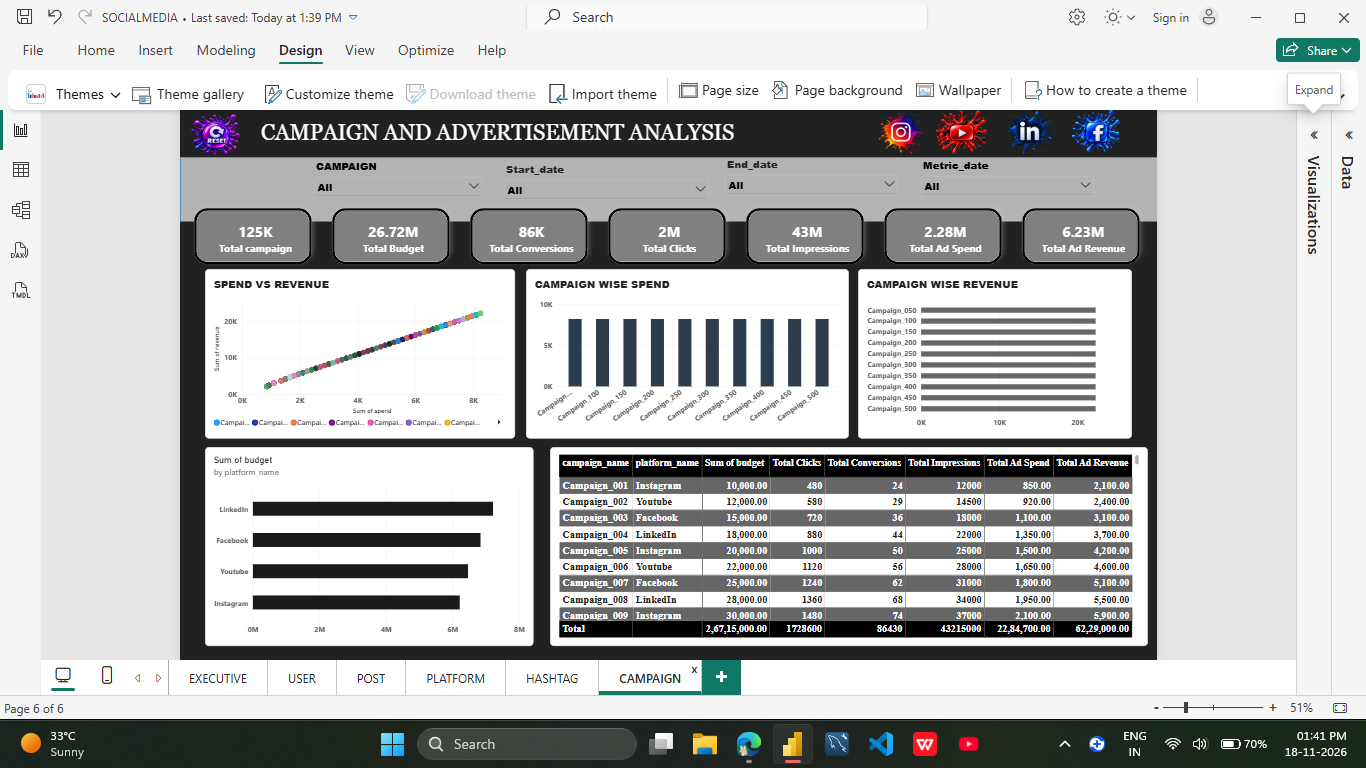 SOCIALMEDIA • Last saved: Today at 1:39 PM
Search
Sign in
File Home Insert Modeling Design View Optimize Help
Share
Themes Theme gallery Customize theme Download theme Import theme Page size Page background Wallpaper How to create a theme
Expand
RESET
CAMPAIGN AND ADVERTISEMENT ANALYSIS
in
f
CAMPAIGN Start_date End_date Metric_date
All All All All
125K 26.72M 86K 2M 43M 2.28M 6.23M
Total campaign Total Budget Total Conversions Total Clicks Total Impressions Total Ad Spend Total Ad Revenue
SPEND VS REVENUE
Sum of revenue
20K
10K
0K
0K 2K 4K 6K 8K
Sum of spend
Campai... Campai... Campai... Campai... Campai... Campai... Campai...
CAMPAIGN WISE SPEND
10K
5K
0K
Campaign... Campaign_100 Campaign_150 Campaign_200 Campaign_250 Campaign_300 Campaign_350 Campaign_400 Campaign_450 Campaign_500
CAMPAIGN WISE REVENUE
Campaign_050
Campaign_100
Campaign_150
Campaign_200
Campaign_250
Campaign_300
Campaign_350
Campaign_400
Campaign_450
Campaign_500
0K 10K 20K
Sum of budget
by platform_name
LinkedIn
Facebook
Youtube
Instagram
0M 2M 4M 6M 8M
campaign_name platform_name Sum of budget Total Clicks Total Conversions Total Impressions Total Ad Spend Total Ad Revenue
Campaign_001 Instagram 10,000.00 480 24 12000 850.00 2,100.00
Campaign_002 Youtube 12,000.00 580 29 14500 920.00 2,400.00
Campaign_003 Facebook 15,000.00 720 36 18000 1,100.00 3,100.00
Campaign_004 LinkedIn 18,000.00 880 44 22000 1,350.00 3,700.00
Campaign_005 Instagram 20,000.00 1000 50 25000 1,500.00 4,200.00
Campaign_006 Youtube 22,000.00 1120 56 28000 1,650.00 4,600.00
Campaign_007 Facebook 25,000.00 1240 62 31000 1,800.00 5,100.00
Campaign_008 LinkedIn 28,000.00 1360 68 34000 1,950.00 5,500.00
Campaign_009 Instagram 30,000.00 1480 74 37000 2,100.00 5,900.00
Total 2,67,15,000.00 1728600 86430 43215000 22,84,700.00 62,29,000.00
Visualizations
Data
DAX
TMDL
EXECUTIVE USER POST PLATFORM HASHTAG CAMPAIGN x +
Page 6 of 6
- + 51%
33°C
Sunny
Search
ENG
IN
70%
01:41 PM
18-11-2026